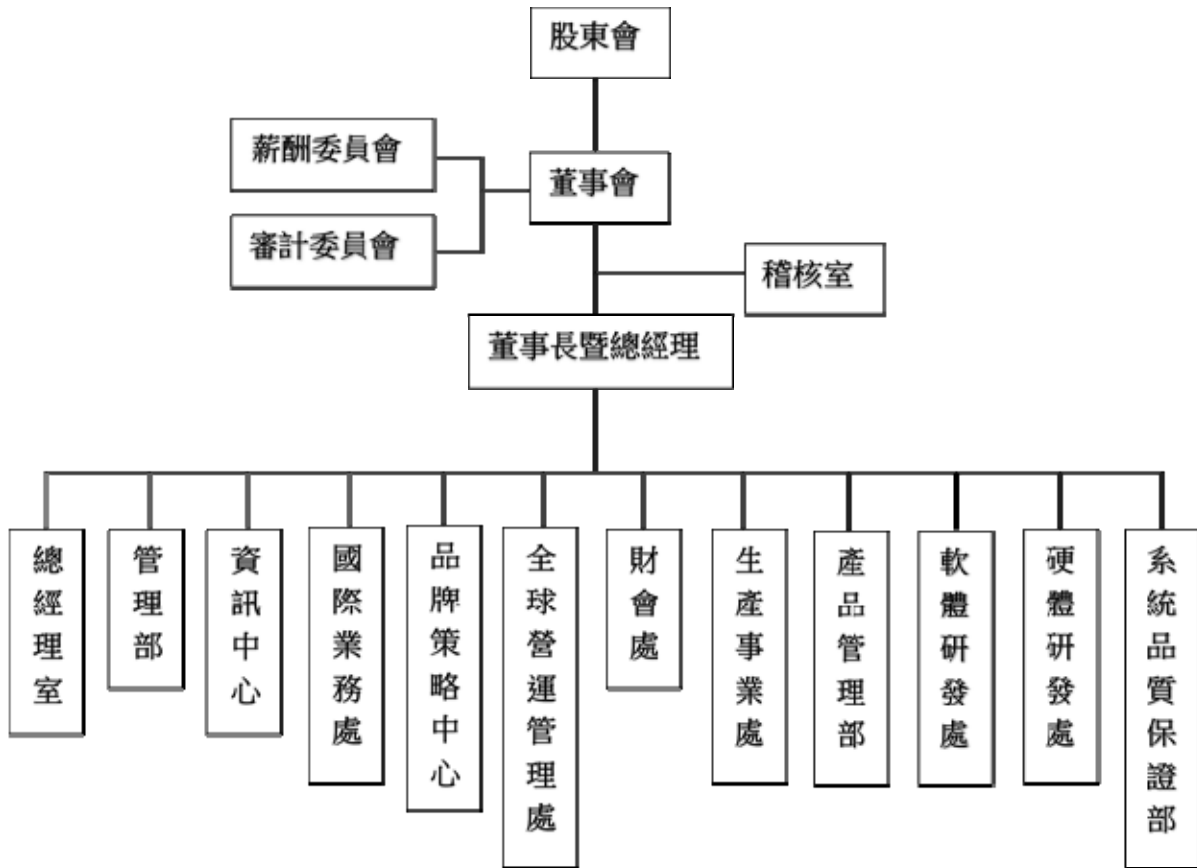 股東會
薪酬委員會
董事會
審計委員會
稽核室
董事長暨總經理
總經理室
管理部
資訊中心
國際業務處
品牌策略中心
全球營運管理處
財會處
生產事業處
產品管理部
軟體研發處
硬體研發處
系統品質保證部